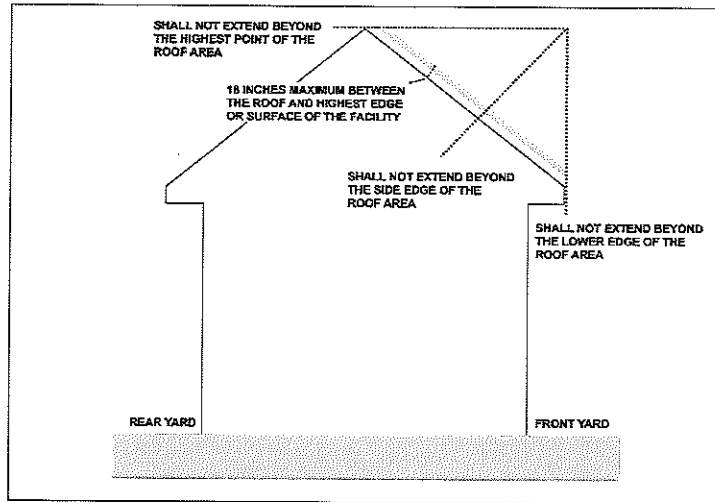 SHALL NOT EXTEND BEYOND
THE HIGHEST POINT OF THE
ROOF AREA
18 INCHES MAXIMUM BETWEEN
THE ROOF AND HIGHEST EDGE
OR SURFACE OF THE FACILITY
SHALL NOT EXTEND BEYOND
THE SIDE EDGE OF THE
ROOF AREA
SHALL NOT EXTEND BEYOND
THE LOWER EDGE OF THE
ROOF AREA
REAR YARD
FRONT YARD